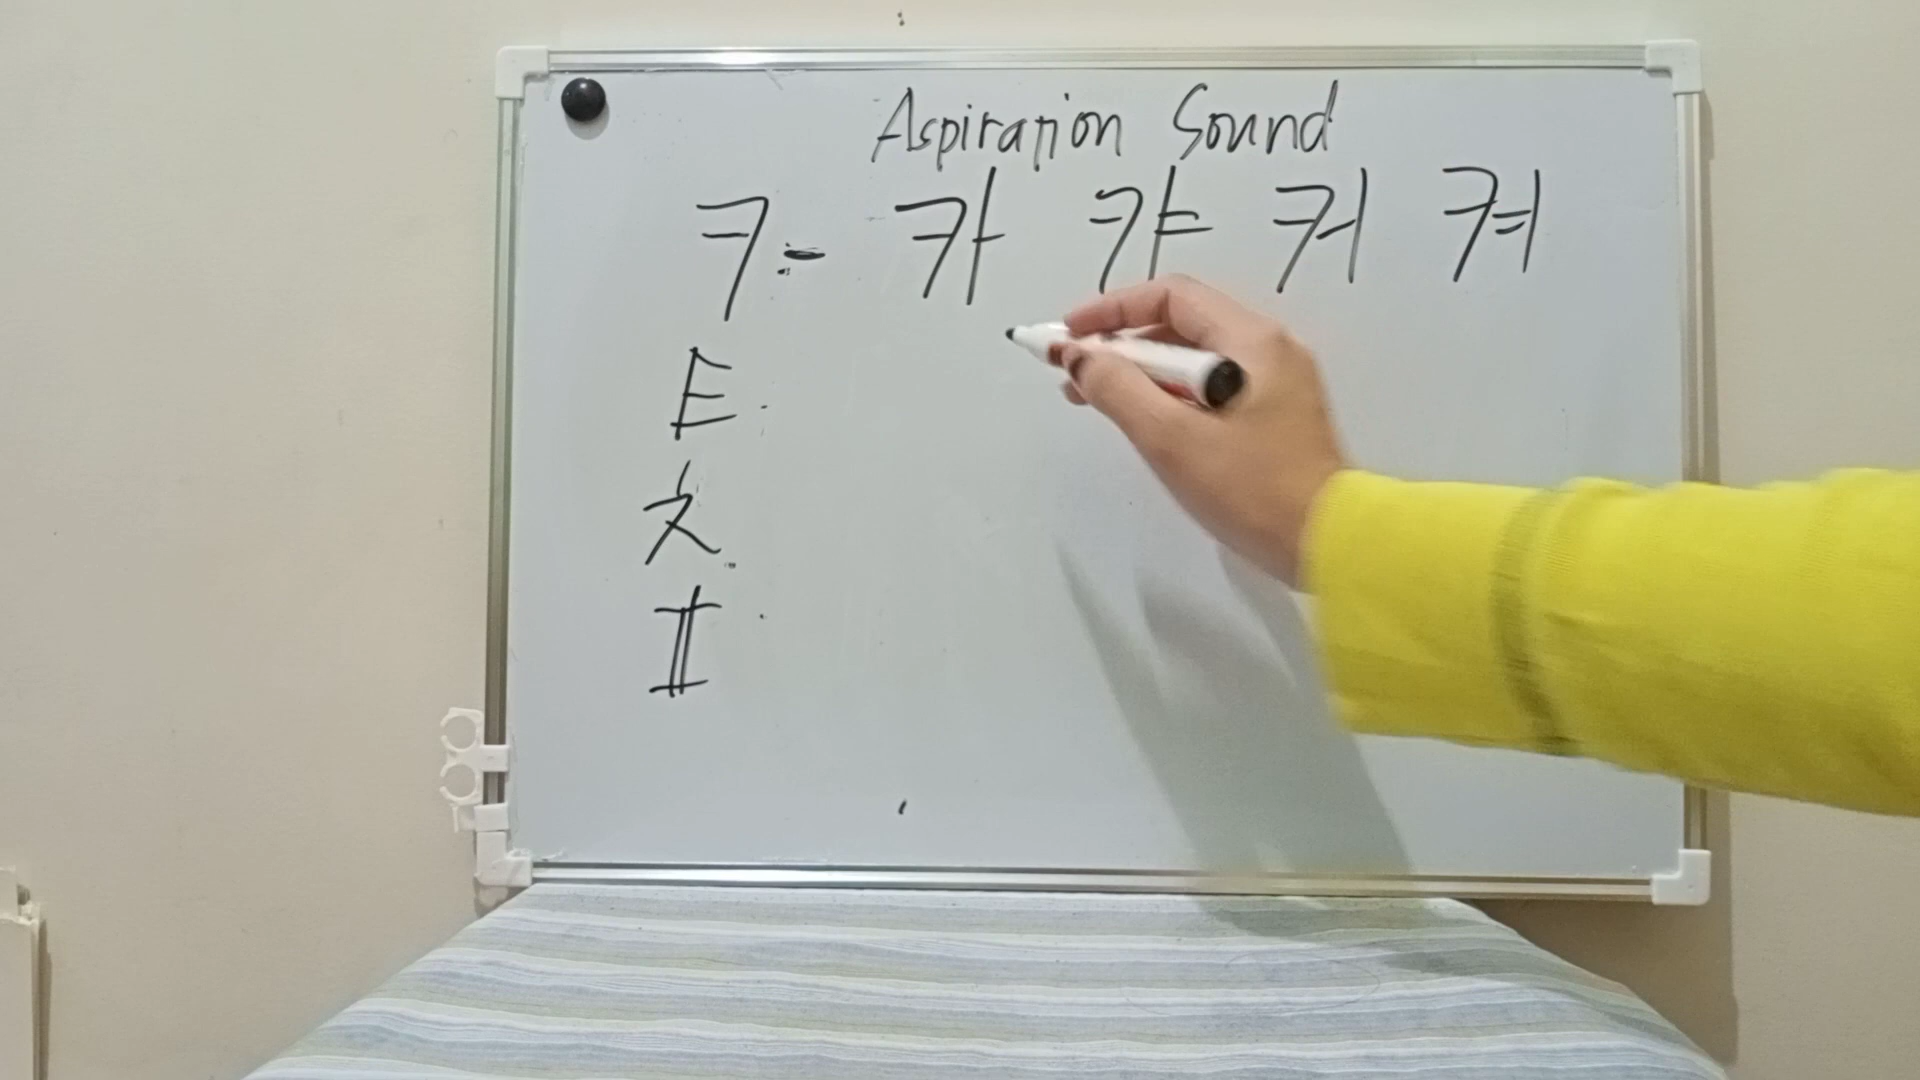 Aspiration Sound
ㅋ- 카 캬 커 켜
ㅌ
ㅊ
ㅍ